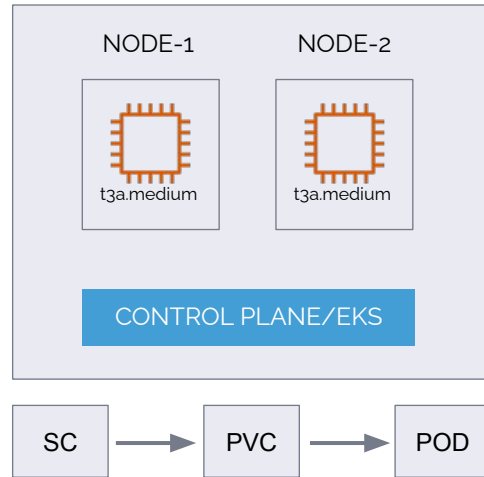 NODE-1 NODE-2
t3a.medium t3a.medium
CONTROL PLANE/EKS
SC PVC POD